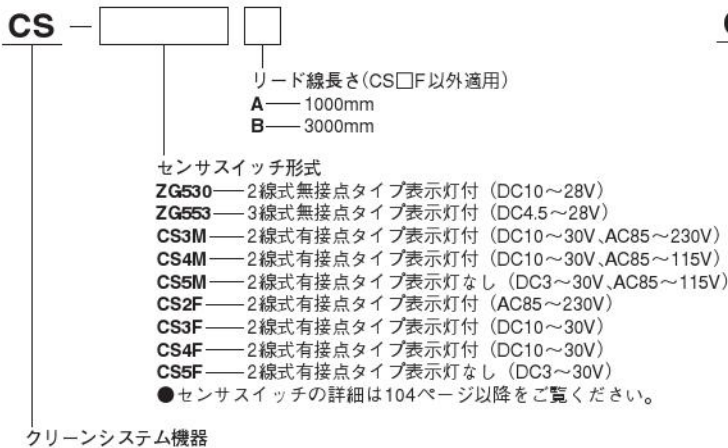 CS－
リード線長さ(CS□F以外適用)
A── 1000mm
B── 3000mm
センサスイッチ形式
ZG530──2線式無接点タイプ表示灯付（DC10～28V）
ZG553──3線式無接点タイプ表示灯付（DC4.5～28V）
CS3M──2線式有接点タイプ表示灯付（DC10～30V、AC85～230V）
CS4M──2線式有接点タイプ表示灯付（DC10～30V、AC85～115V）
CS5M──2線式有接点タイプ表示灯なし（DC3～30V、AC85～115V）
CS2F──2線式有接点タイプ表示灯付（AC85～230V）
CS3F──2線式有接点タイプ表示灯付（DC10～30V）
CS4F──2線式有接点タイプ表示灯付（DC10～30V）
CS5F──2線式有接点タイプ表示灯なし（DC3～30V）
●センサスイッチの詳細は104ページ以降をご覧ください。
クリーンシステム機器